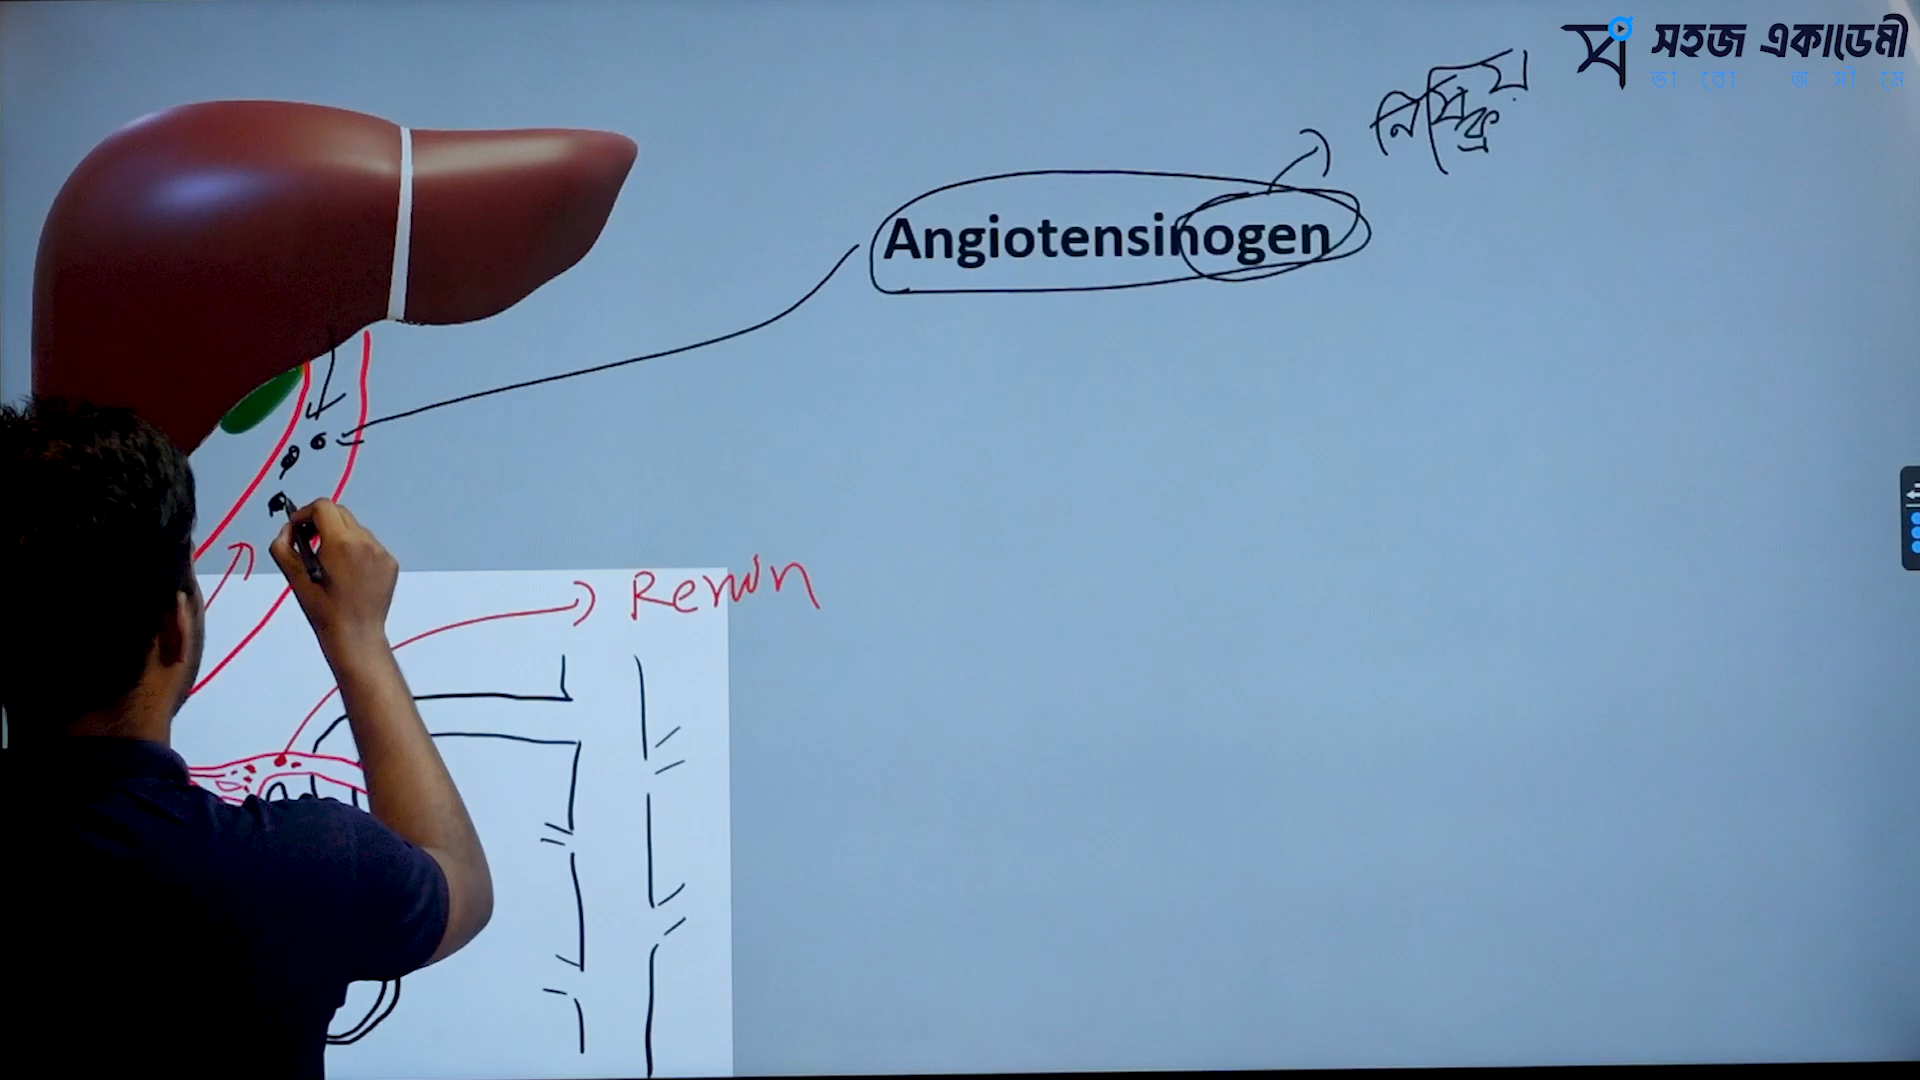 সহজ একাডেমী
ভা বো অ সী মে
নিষ্ক্রিয়
Angiotensinogen
Renin